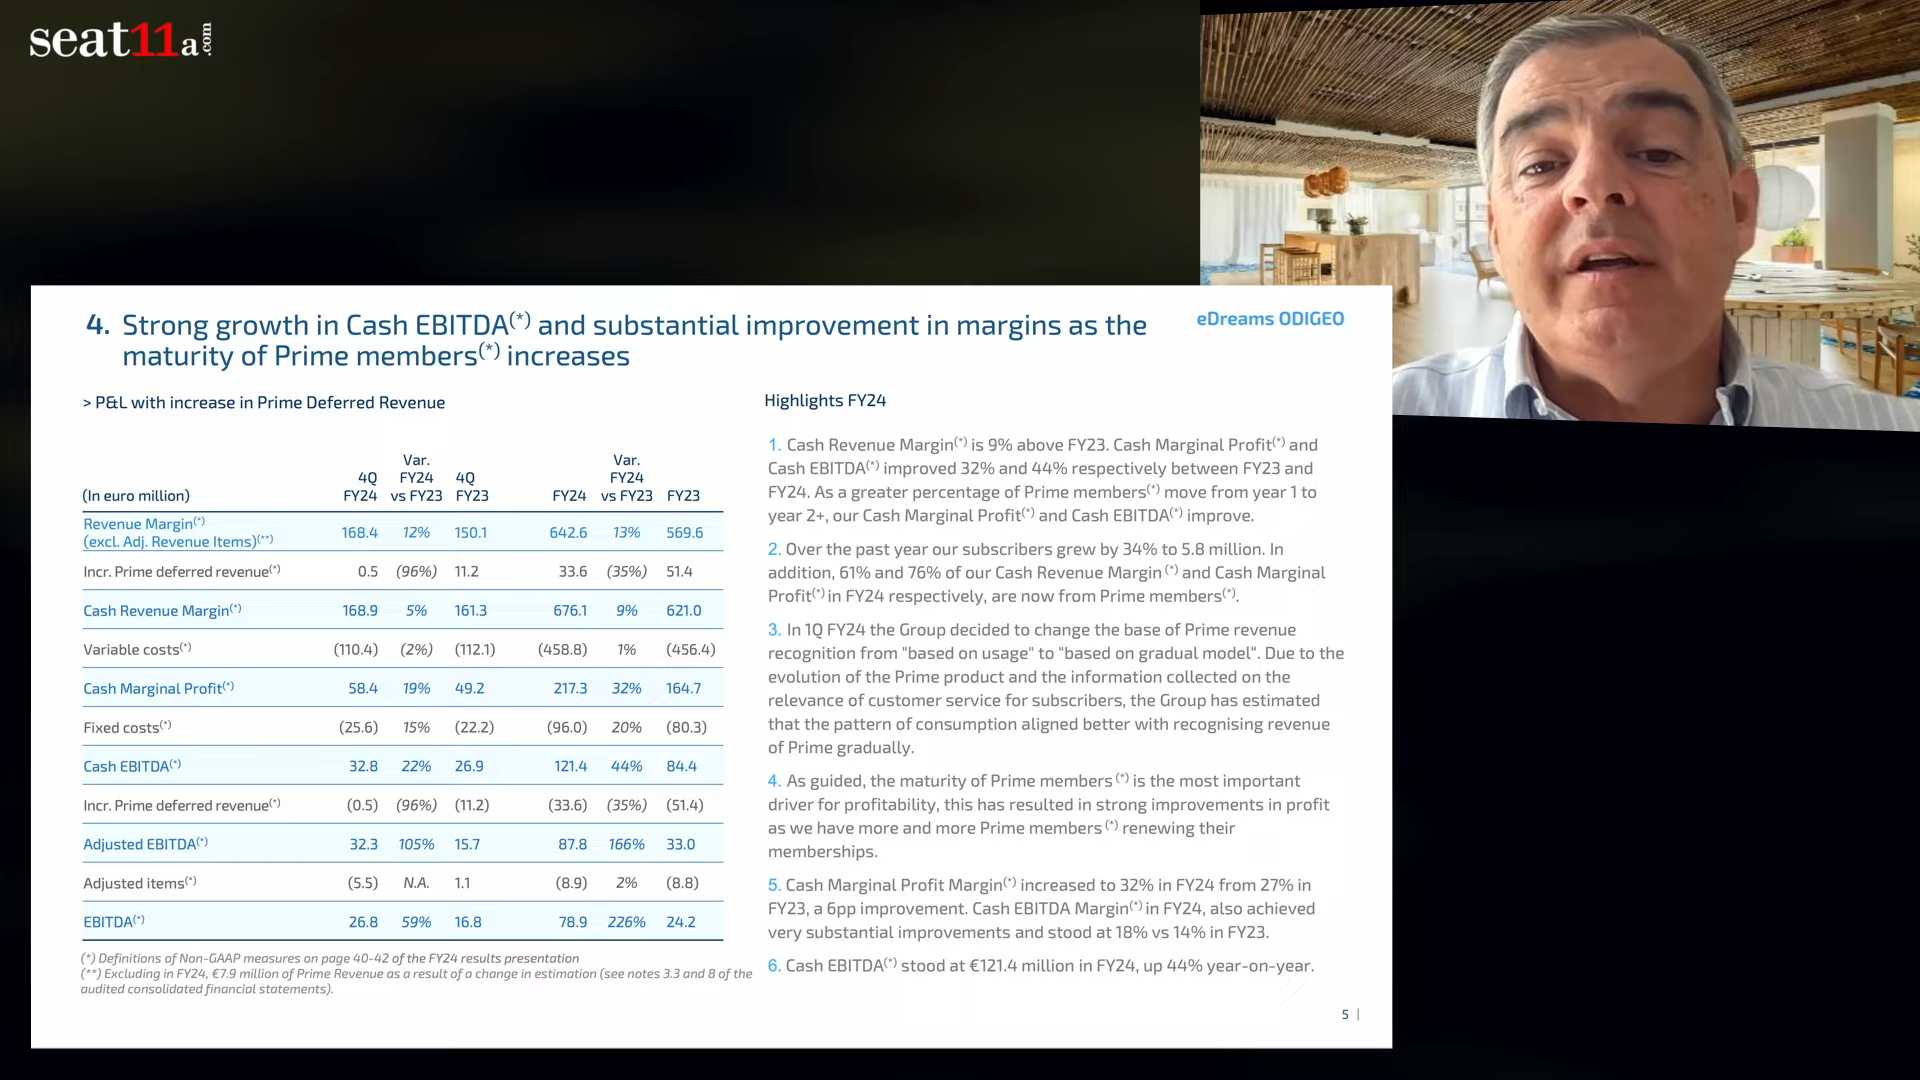 seat11a.com
4. Strong growth in Cash EBITDA(*) and substantial improvement in margins as the
maturity of Prime members(*) increases
eDreams ODIGEO
> P&L with increase in Prime Deferred Revenue
(In euro million) 4Q FY24 Var. FY24 vs FY23 4Q FY23 FY24 Var. FY24 vs FY23 FY23
Revenue Margin(*)
(excl. Adj. Revenue Items)(**) 168.4 12% 150.1 642.6 13% 569.6
Incr. Prime deferred revenue(*) 0.5 (96%) 11.2 33.6 (35%) 51.4
Cash Revenue Margin(*) 168.9 5% 161.3 676.1 9% 621.0
Variable costs(*) (110.4) (2%) (112.1) (458.8) 1% (456.4)
Cash Marginal Profit(*) 58.4 19% 49.2 217.3 32% 164.7
Fixed costs(*) (25.6) 15% (22.2) (96.0) 20% (80.3)
Cash EBITDA(*) 32.8 22% 26.9 121.4 44% 84.4
Incr. Prime deferred revenue(*) (0.5) (96%) (11.2) (33.6) (35%) (51.4)
Adjusted EBITDA(*) 32.3 105% 15.7 87.8 166% 33.0
Adjusted items(*) (5.5) N.A. 1.1 (8.9) 2% (8.8)
EBITDA(*) 26.8 59% 16.8 78.9 226% 24.2
(*) Definitions of Non-GAAP measures on page 40-42 of the FY24 results presentation
(**) Excluding in FY24, €7.9 million of Prime Revenue as a result of a change in estimation (see notes 3.3 and 8 of the
audited consolidated financial statements).
Highlights FY24
1. Cash Revenue Margin(*) is 9% above FY23. Cash Marginal Profit(*) and
Cash EBITDA(*) improved 32% and 44% respectively between FY23 and
FY24. As a greater percentage of Prime members(*) move from year 1 to
year 2+, our Cash Marginal Profit(*) and Cash EBITDA(*) improve.
2. Over the past year our subscribers grew by 34% to 5.8 million. In
addition, 61% and 76% of our Cash Revenue Margin (*) and Cash Marginal
Profit(*) in FY24 respectively, are now from Prime members(*).
3. In 1Q FY24 the Group decided to change the base of Prime revenue
recognition from "based on usage" to "based on gradual model“. Due to the
evolution of the Prime product and the information collected on the
relevance of customer service for subscribers, the Group has estimated
that the pattern of consumption aligned better with recognising revenue
of Prime gradually.
4. As guided, the maturity of Prime members (*) is the most important
driver for profitability, this has resulted in strong improvements in profit
as we have more and more Prime members (*) renewing their
memberships.
5. Cash Marginal Profit Margin(*) increased to 32% in FY24 from 27% in
FY23, a 6pp improvement. Cash EBITDA Margin(*) in FY24, also achieved
very substantial improvements and stood at 18% vs 14% in FY23.
6. Cash EBITDA(*) stood at €121.4 million in FY24, up 44% year-on-year.
5 |